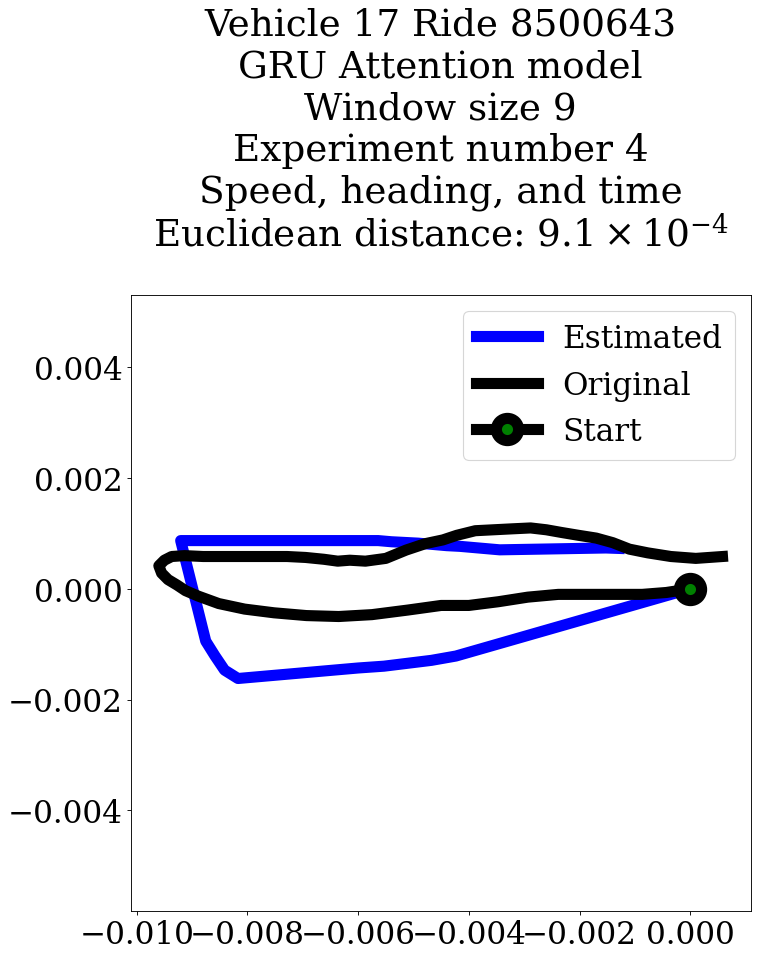 Vehicle 17 Ride 8500643
GRU Attention model
Window size 9
Experiment number 4
Speed, heading, and time
Euclidean distance: 9.1 × 10⁻⁴
Estimated
Original
Start
0.004
0.002
0.000
−0.002
−0.004
−0.010 −0.008 −0.006 −0.004 −0.002 0.000